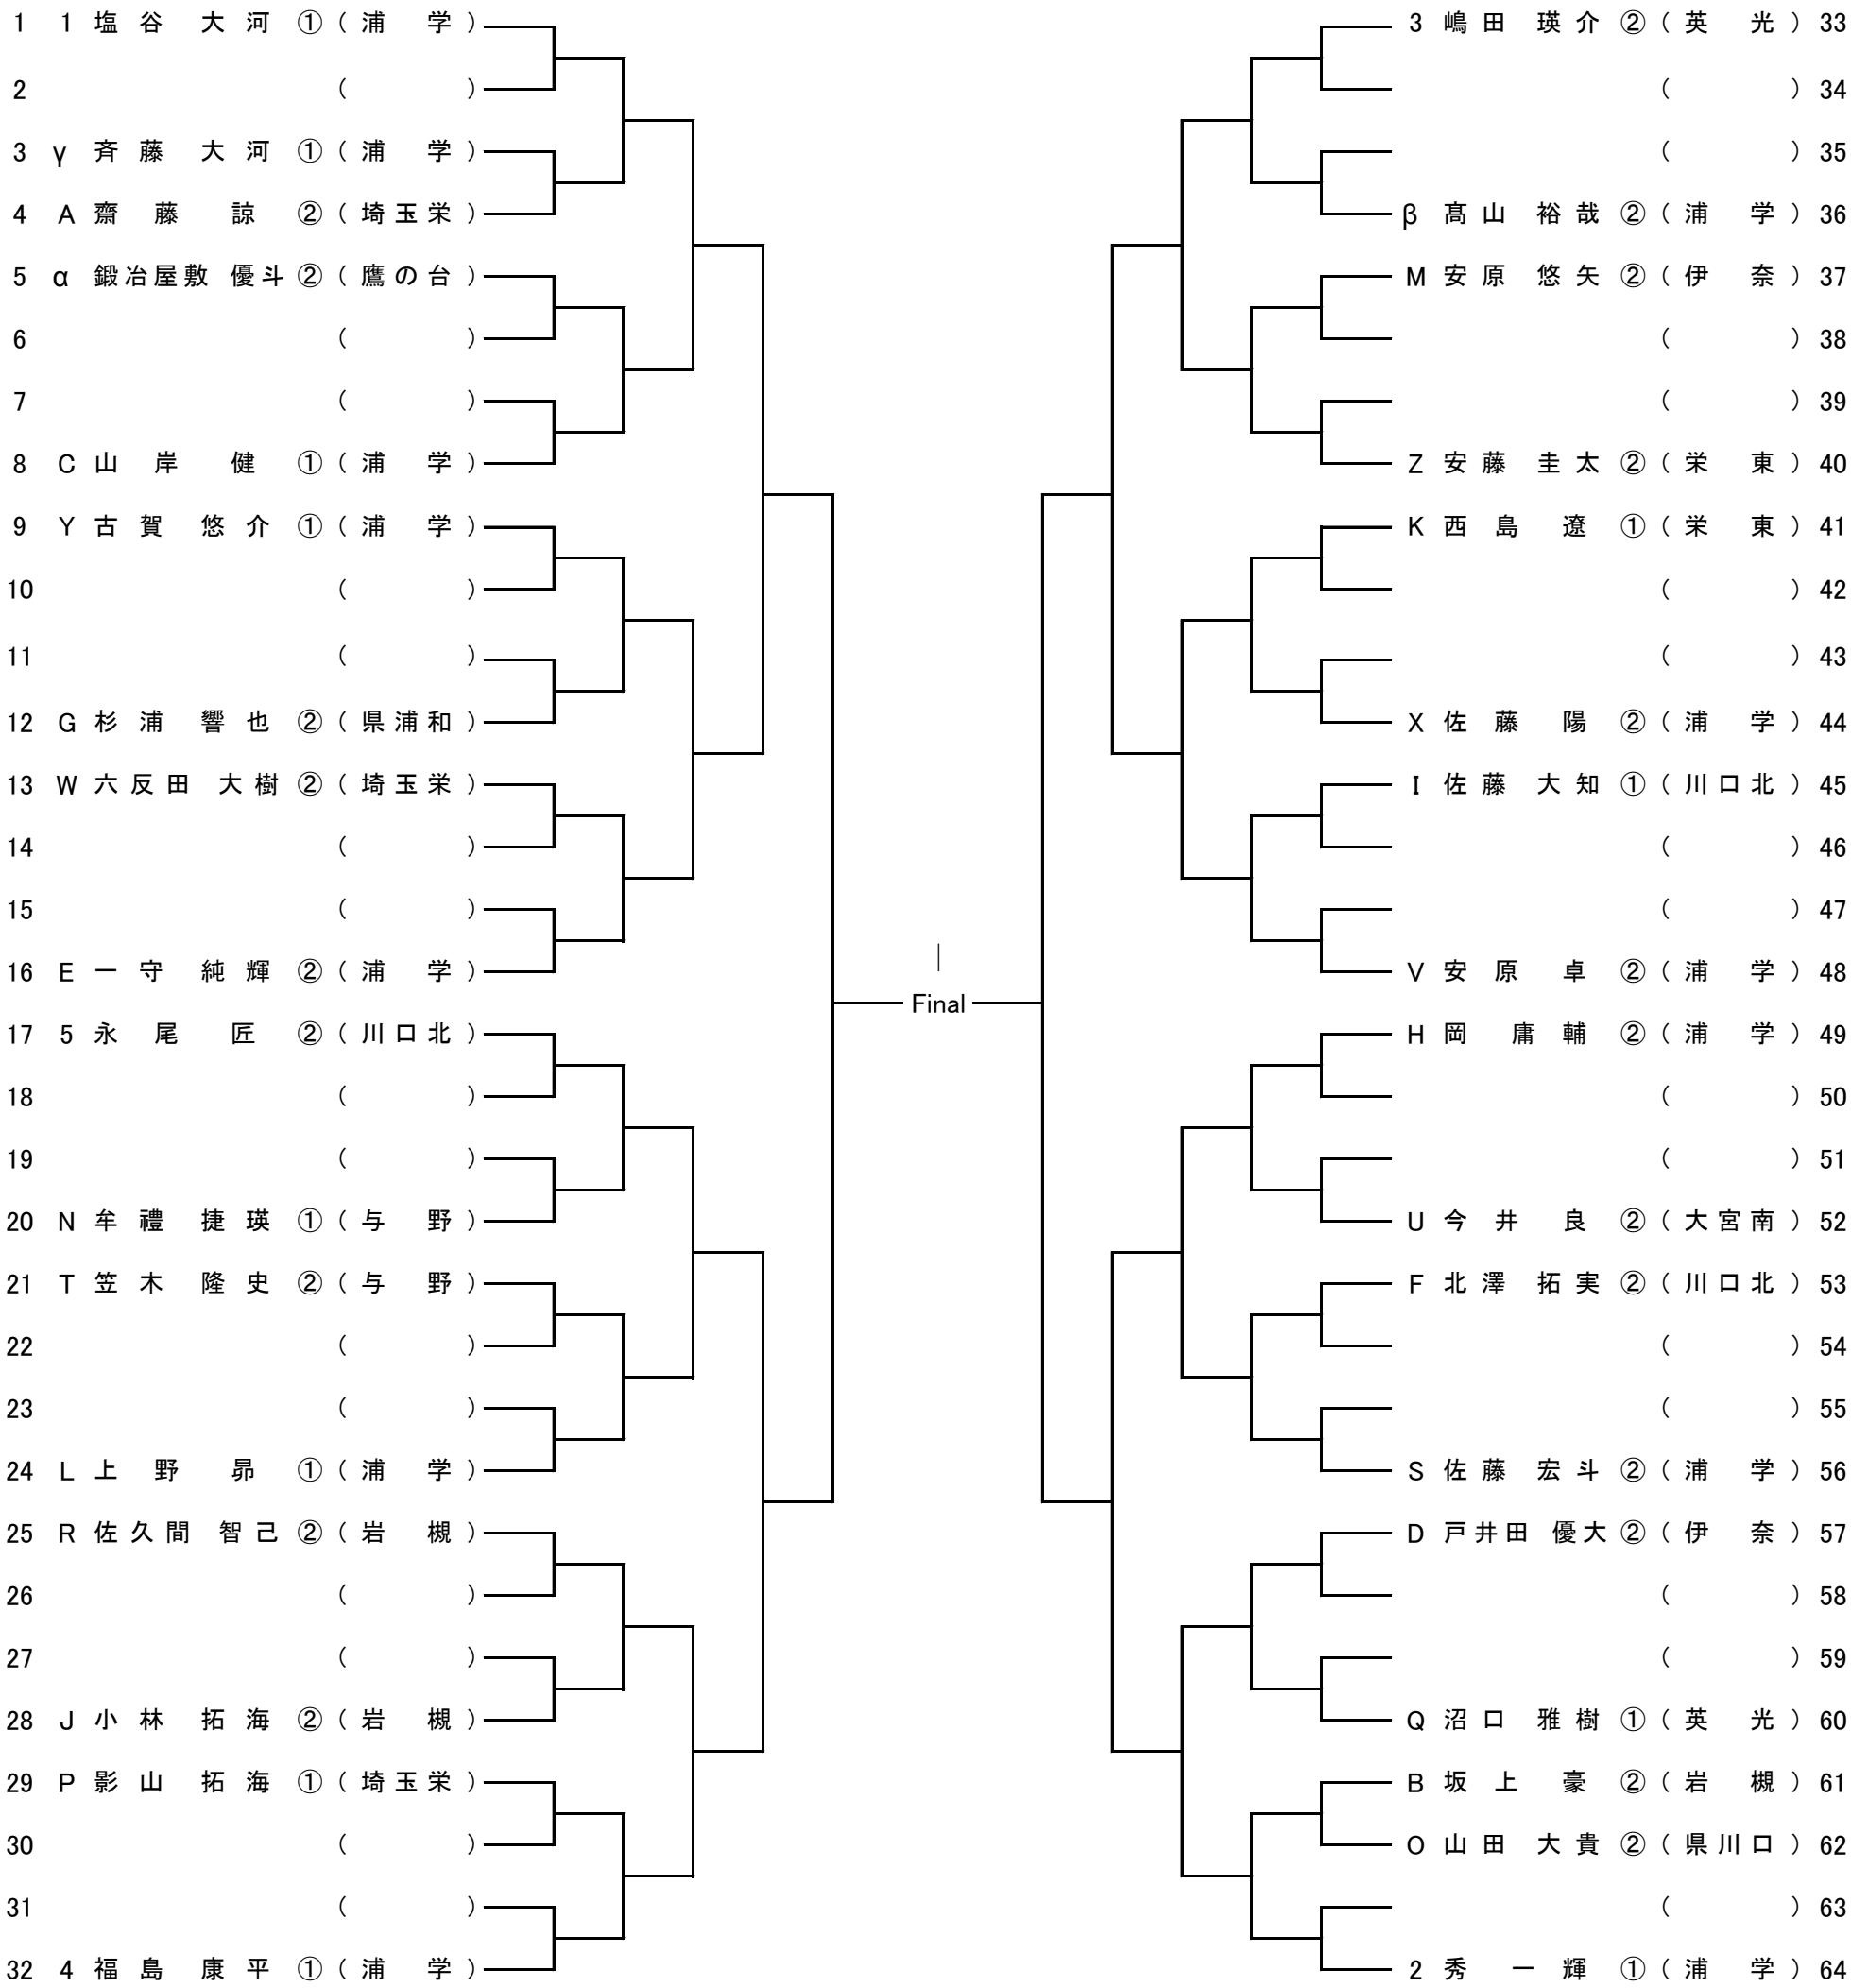 1 1 塩谷 大河 ① ( 浦 学 )
2 ( )
3 γ 斉藤 大河 ① ( 浦 学 )
4 A 齋藤 諒 ② ( 埼玉栄 )
5 α 鍛冶屋敷 優斗 ② ( 鷹の台 )
6 ( )
7 ( )
8 C 山岸 健 ① ( 浦 学 )
9 Y 古賀 悠介 ① ( 浦 学 )
10 ( )
11 ( )
12 G 杉浦 響也 ② ( 県浦和 )
13 W 六反田 大樹 ② ( 埼玉栄 )
14 ( )
15 ( )
16 E 一守 純輝 ② ( 浦 学 )
17 5 永尾 匠 ② ( 川口北 )
18 ( )
19 ( )
20 N 牟禮 捷瑛 ① ( 与 野 )
21 T 笠木 隆史 ② ( 与 野 )
22 ( )
23 ( )
24 L 上野 昴 ① ( 浦 学 )
25 R 佐久間 智己 ② ( 岩 槻 )
26 ( )
27 ( )
28 J 小林 拓海 ② ( 岩 槻 )
29 P 影山 拓海 ① ( 埼玉栄 )
30 ( )
31 ( )
32 4 福島 康平 ① ( 浦 学 )
Final
3 嶋田 瑛介 ② ( 英 光 ) 33
( ) 34
( ) 35
β 髙山 裕哉 ② ( 浦 学 ) 36
M 安原 悠矢 ② ( 伊 奈 ) 37
( ) 38
( ) 39
Z 安藤 圭太 ② ( 栄 東 ) 40
K 西島 遼 ① ( 栄 東 ) 41
( ) 42
( ) 43
X 佐藤 陽 ② ( 浦 学 ) 44
I 佐藤 大知 ① ( 川口北 ) 45
( ) 46
( ) 47
V 安原 卓 ② ( 浦 学 ) 48
H 岡 庸輔 ② ( 浦 学 ) 49
( ) 50
( ) 51
U 今井 良 ② ( 大宮南 ) 52
F 北澤 拓実 ② ( 川口北 ) 53
( ) 54
( ) 55
S 佐藤 宏斗 ② ( 浦 学 ) 56
D 戸井田 優大 ② ( 伊 奈 ) 57
( ) 58
( ) 59
Q 沼口 雅樹 ① ( 英 光 ) 60
B 坂上 豪 ② ( 岩 槻 ) 61
O 山田 大貴 ② ( 県川口 ) 62
( ) 63
2 秀 一輝 ① ( 浦 学 ) 64